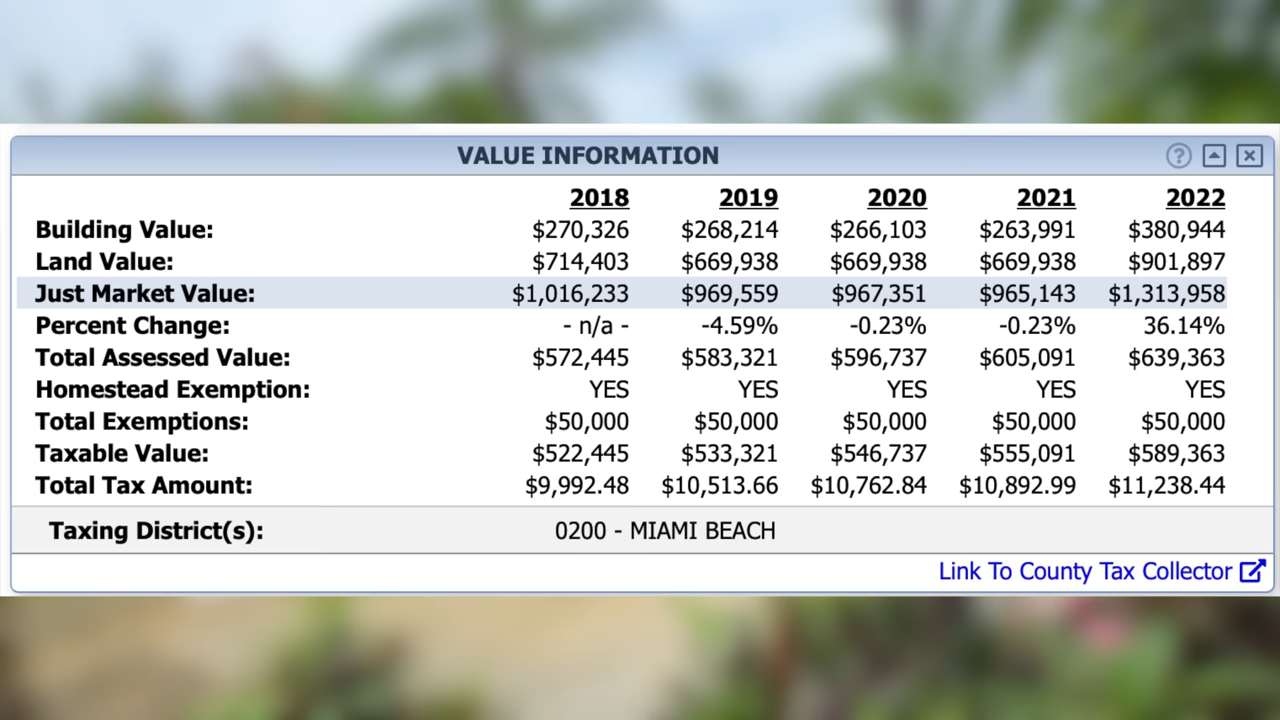 VALUE INFORMATION
2018 2019 2020 2021 2022
Building Value: $270,326 $268,214 $266,103 $263,991 $380,944
Land Value: $714,403 $669,938 $669,938 $669,938 $901,897
Just Market Value: $1,016,233 $969,559 $967,351 $965,143 $1,313,958
Percent Change: - n/a - -4.59% -0.23% -0.23% 36.14%
Total Assessed Value: $572,445 $583,321 $596,737 $605,091 $639,363
Homestead Exemption: YES YES YES YES YES
Total Exemptions: $50,000 $50,000 $50,000 $50,000 $50,000
Taxable Value: $522,445 $533,321 $546,737 $555,091 $589,363
Total Tax Amount: $9,992.48 $10,513.66 $10,762.84 $10,892.99 $11,238.44
Taxing District(s): 0200 - MIAMI BEACH
Link To County Tax Collector